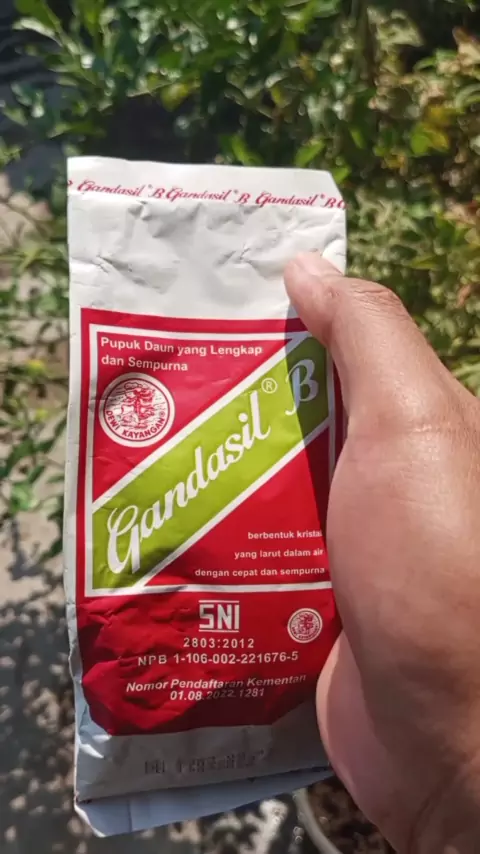 Gandasil® B Gandasil® B Gandasil® B G
Pupuk Daun yang Lengkap
dan Sempurna
DEWI KAYANGAN
Gandasil® B
berbentuk kristal
yang larut dalam air
dengan cepat dan sempurna
SNI
2803:2012
NPB 1-106-002-221676-5
Nomor Pendaftaran Kementan
01.08.2022.1281